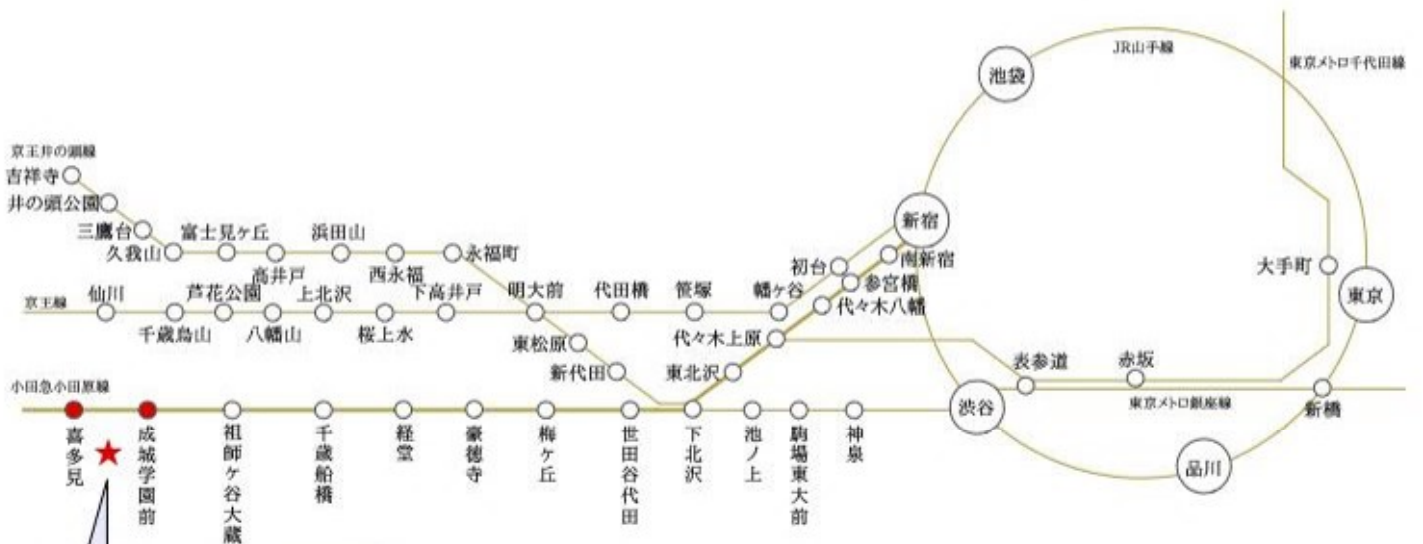 JR山手線
東京メトロ千代田線
池袋
京王井の頭線
吉祥寺
井の頭公園
三鷹台
久我山
富士見ヶ丘
高井戸
浜田山
西永福
永福町
新宿
初台
南新宿
参宮橋
代々木八幡
大手町
東京
京王線
仙川
千歳烏山
芦花公園
八幡山
上北沢
桜上水
下高井戸
明大前
代田橋
笹塚
幡ヶ谷
代々木上原
東松原
新代田
東北沢
表参道
赤坂
小田急小田原線
渋谷
東京メトロ銀座線
新橋
喜多見
★
成城学園前
祖師ヶ谷大蔵
千歳船橋
経堂
豪徳寺
梅ヶ丘
世田谷代田
下北沢
池ノ上
駒場東大前
神泉
品川